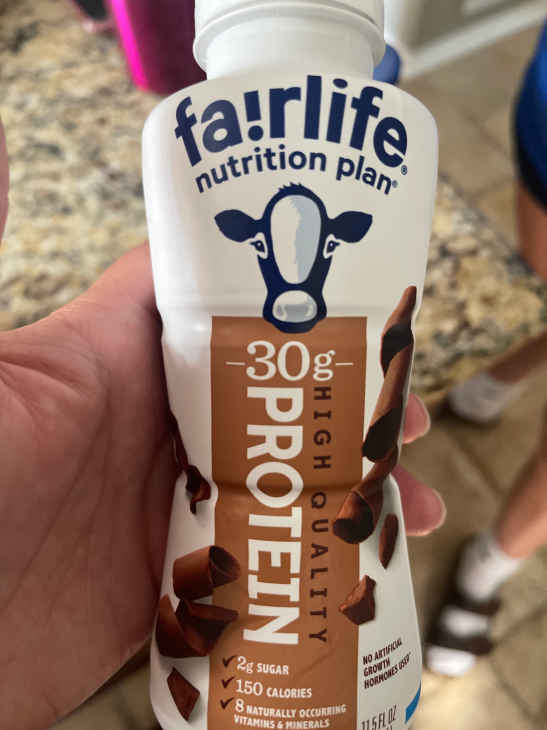 fa!rlife®
nutrition plan®
30g
HIGH QUALITY
PROTEIN
✓ 2g SUGAR
✓ 150 CALORIES
✓ 8 NATURALLY OCCURRING
VITAMINS & MINERALS
NO ARTIFICIAL
GROWTH
HORMONES USED*
11.5 FL OZ